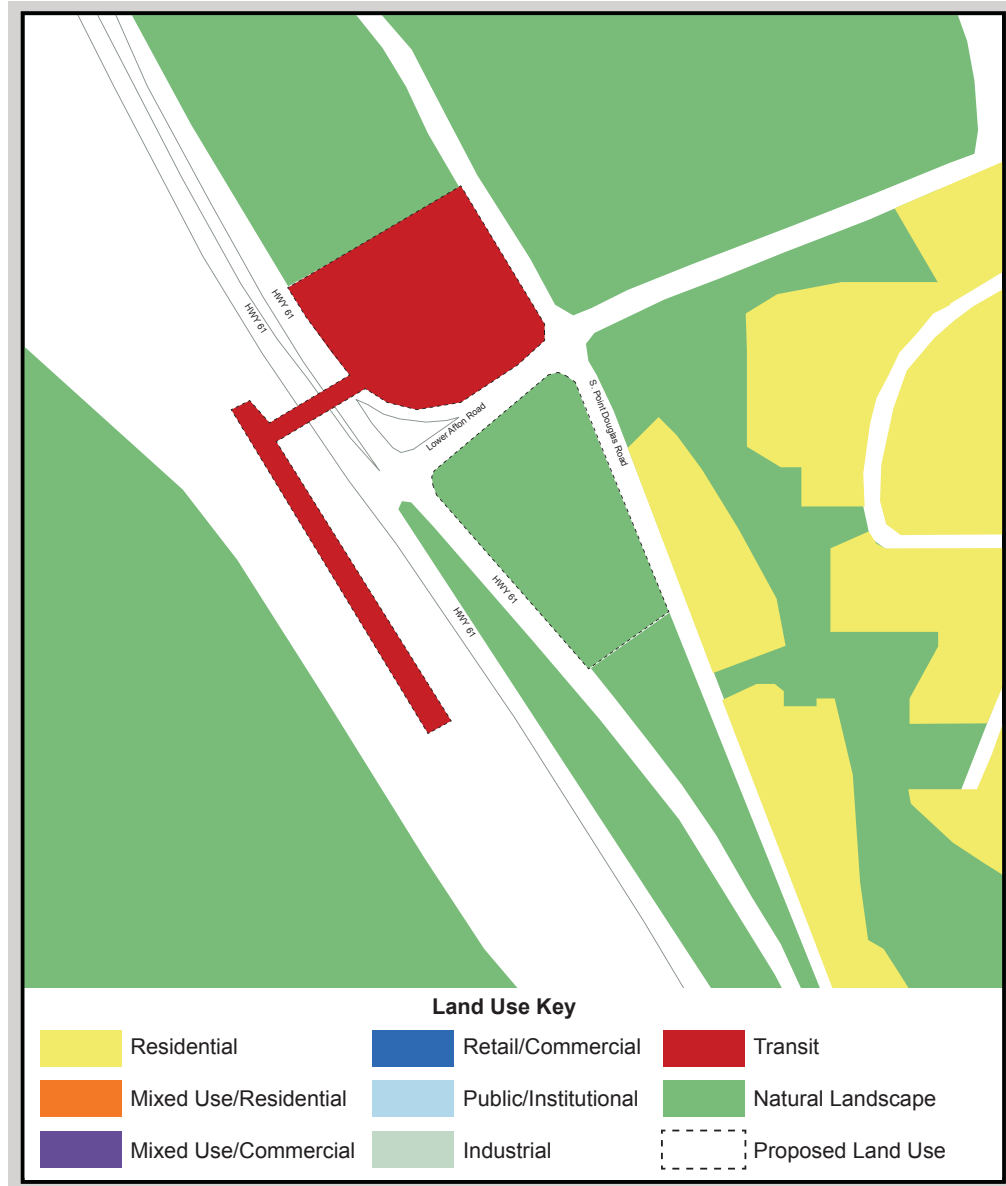 HWY 61
HWY 61
S. Point Douglas Road
Lower Afton Road
HWY 61
HWY 61
Land Use Key
Residential
Retail/Commercial
Transit
Mixed Use/Residential
Public/Institutional
Natural Landscape
Mixed Use/Commercial
Industrial
Proposed Land Use